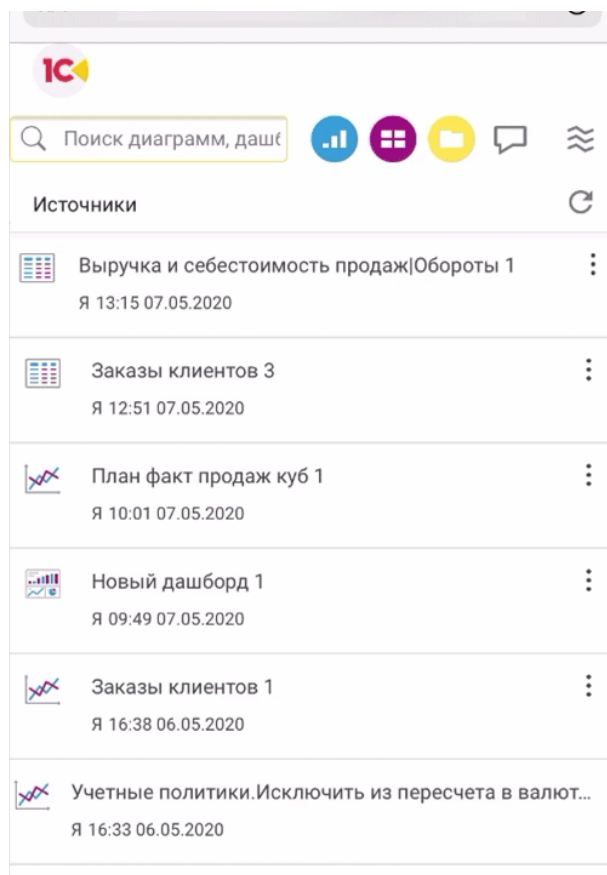 1С
Поиск диаграмм, дашб
Источники
Выручка и себестоимость продаж|Обороты 1
Я 13:15 07.05.2020
Заказы клиентов 3
Я 12:51 07.05.2020
План факт продаж куб 1
Я 10:01 07.05.2020
Новый дашборд 1
Я 09:49 07.05.2020
Заказы клиентов 1
Я 16:38 06.05.2020
Учетные политики.Исключить из пересчета в валют...
Я 16:33 06.05.2020